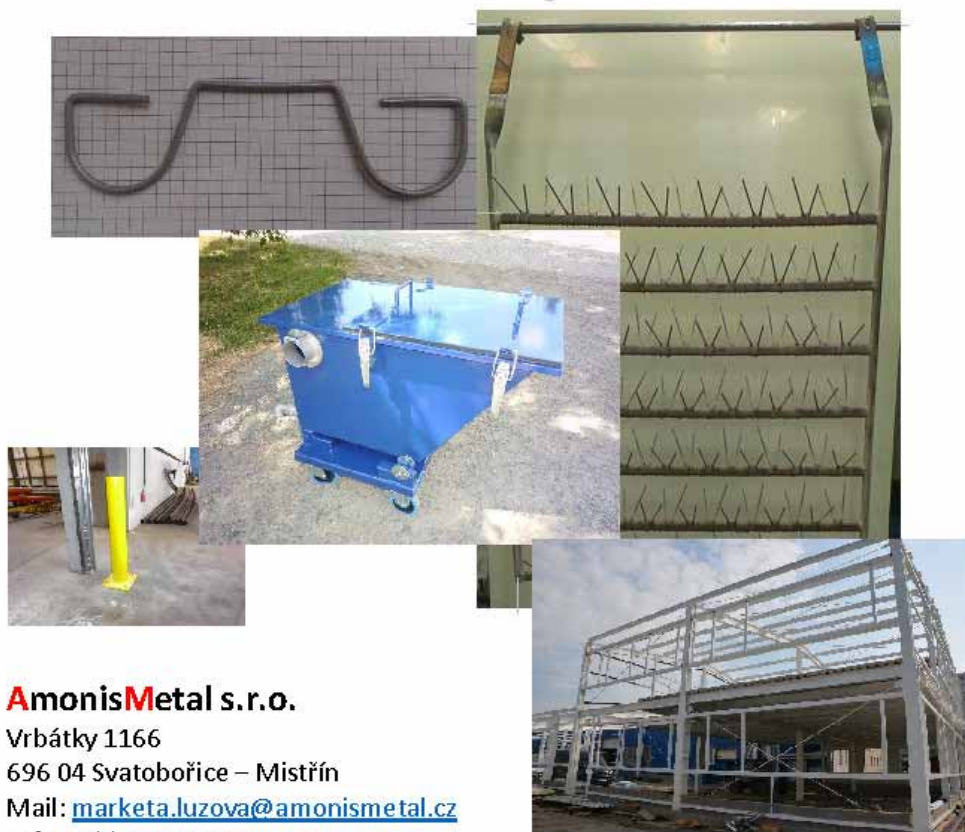 AmonisMetal s.r.o.
Vrbátky 1166
696 04 Svatobořice – Mistřín
Mail: marketa.luzova@amonismetal.cz